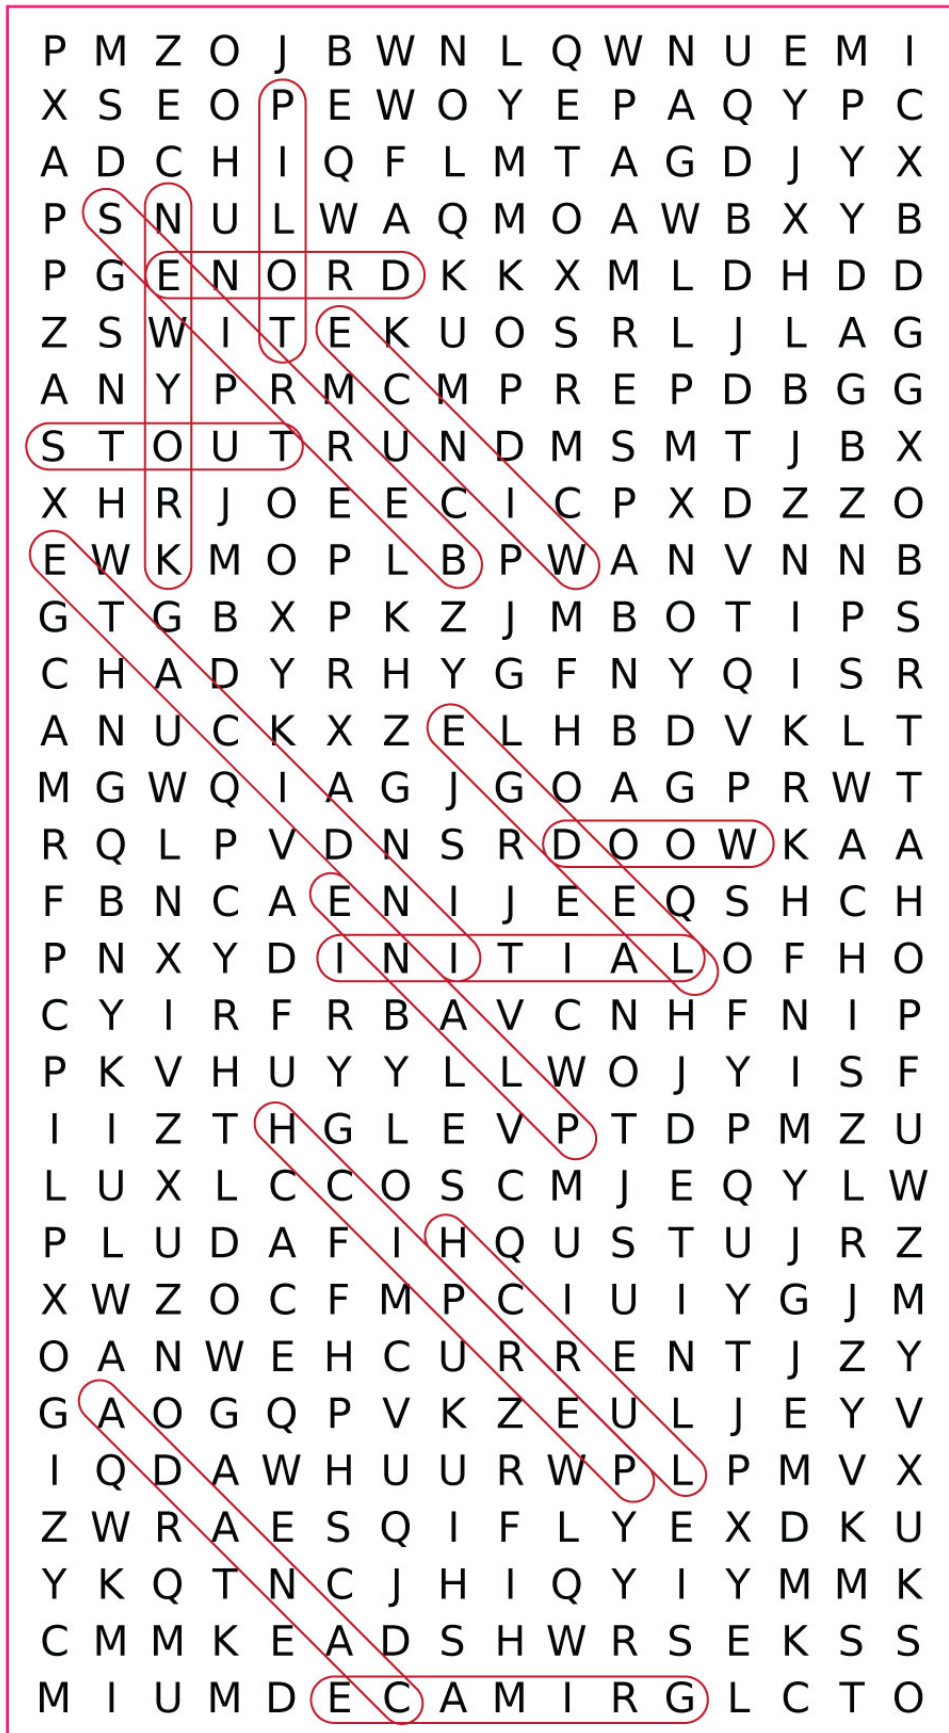 P M Z O J B W N L Q W N U E M I
X S E O P E W O Y E P A Q Y P C
A D C H I Q F L M T A G D J Y X
P S N U L W A Q M O A W B X Y B
P G E N O R D K K X M L D H D D
Z S W I T E K U O S R L J L A G
A N Y P R M C M P R E P D B G G
S T O U T R U N D M S M T J B X
X H R J O E E C I C P X D Z Z O
E W K M O P L B P W A N V N N B
G T G B X P K Z J M B O T I P S
C H A D Y R H Y G F N Y Q I S R
A N U C K X Z E L H B D V K L T
M G W Q I A G J G O A G P R W T
R Q L P V D N S R D O O W K A A
F B N C A E N I J E E Q S H C H
P N X Y D I N I T I A L O F H O
C Y I R F R B A V C N H F N I P
P K V H U Y Y L L W O J Y I S F
I I Z T H G L E V P T D P M Z U
L U X L C C O S C M J E Q Y L W
P L U D A F I H Q U S T U J R Z
X W Z O C F M P C I U I Y G J M
O A N W E H C U R R E N T J Z Y
G A O G Q P V K Z E U L J E Y V
I Q D A W H U U R W P L P M V X
Z W R A E S Q I F L Y E X D K U
Y K Q T N C J H I Q Y I Y M M K
C M M K E A D S H W R S E K S S
M I U M D E C A M I R G L C T O